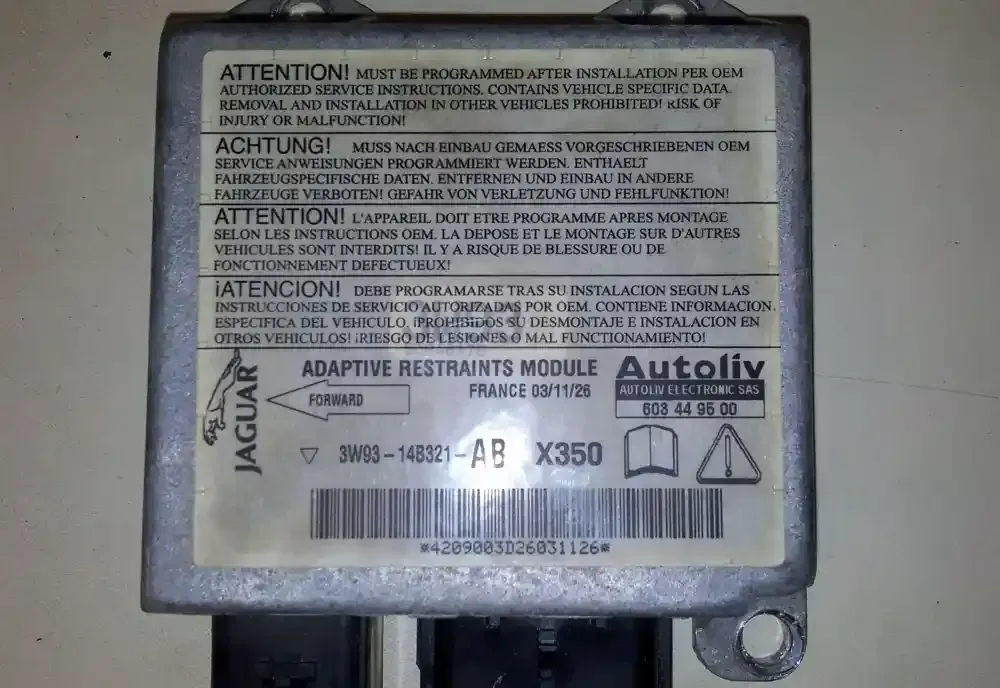 ATTENTION! MUST BE PROGRAMMED AFTER INSTALLATION PER OEM
AUTHORIZED SERVICE INSTRUCTIONS. CONTAINS VEHICLE SPECIFIC DATA.
REMOVAL AND INSTALLATION IN OTHER VEHICLES PROHIBITED! RISK OF
INJURY OR MALFUNCTION!
ACHTUNG! MUSS NACH EINBAU GEMAESS VORGESCHRIEBENEN OEM
SERVICE ANWEISUNGEN PROGRAMMIERT WERDEN. ENTHAELT
FAHRZEUGSPECIFISCHE DATEN. ENTFERNEN UND EINBAU IN ANDERE
FAHRZEUGE VERBOTEN! GEFAHR VON VERLETZUNG UND FEHLFUNKTION!
ATTENTION! L'APPAREIL DOIT ETRE PROGRAMME APRES MONTAGE
SELON LES INSTRUCTIONS OEM. LA DEPOSE ET LE MONTAGE SUR D'AUTRES
VEHICULES SONT INTERDITS! IL Y A RISQUE DE BLESSURE OU DE
FONCTIONNEMENT DEFECTUEUX!
¡ATENCION! DEBE PROGRAMARSE TRAS SU INSTALACION SEGUN LAS
INSTRUCCIONES DE SERVICIO AUTORIZADAS POR OEM. CONTIENE INFORMACION
ESPECIFICA DEL VEHICULO. ¡PROHIBIDOS SU DESMONTAJE E INSTALACION EN
OTROS VEHICULOS! ¡RIESGO DE LESIONES O MAL FUNCIONAMIENTO!
ADAPTIVE RESTRAINTS MODULE
FRANCE 03/11/26
Autoliv
AUTOLIV ELECTRONIC SAS
603 44 95 00
JAGUAR
FORWARD
3W93-14B321-AB X350
*4209003D26031126*